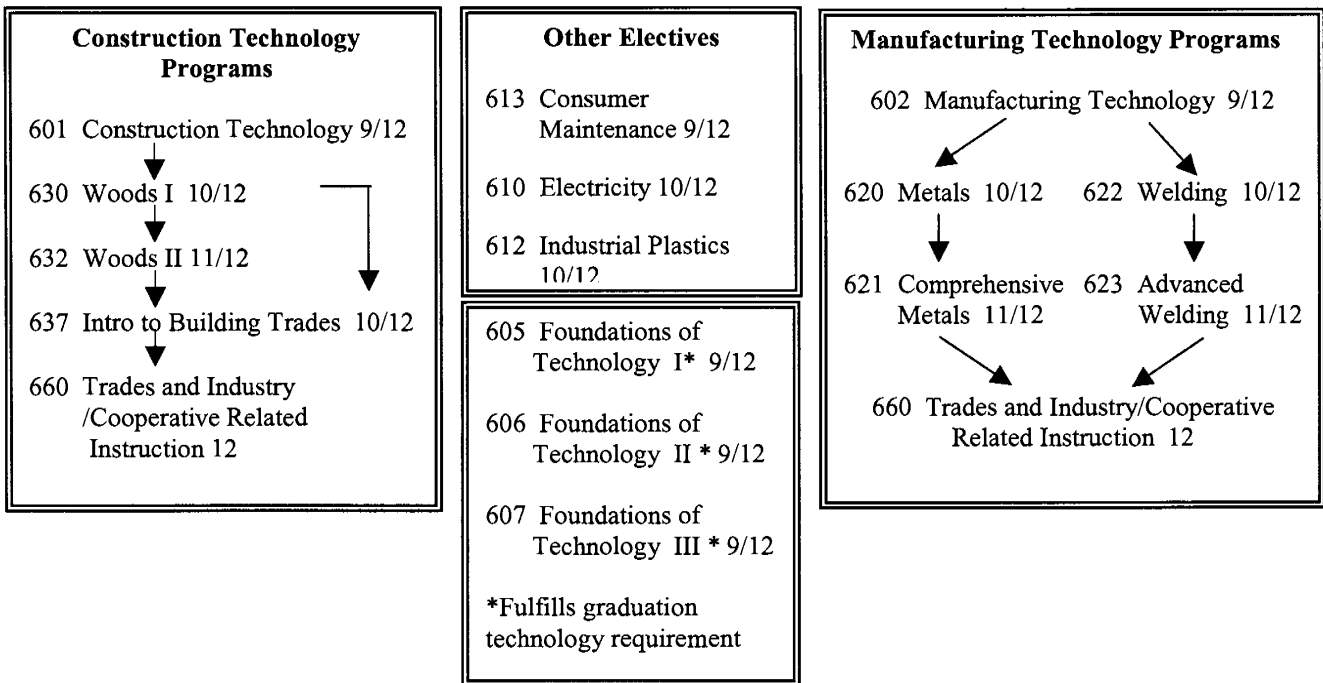 Construction Technology
Programs
601 Construction Technology 9/12
630 Woods I 10/12
632 Woods II 11/12
637 Intro to Building Trades 10/12
660 Trades and Industry
/Cooperative Related
Instruction 12
Other Electives
613 Consumer
Maintenance 9/12
610 Electricity 10/12
612 Industrial Plastics
10/12
605 Foundations of
Technology I* 9/12
606 Foundations of
Technology II * 9/12
607 Foundations of
Technology III * 9/12
*Fulfills graduation
technology requirement
Manufacturing Technology Programs
602 Manufacturing Technology 9/12
620 Metals 10/12 622 Welding 10/12
621 Comprehensive 623 Advanced
Metals 11/12 Welding 11/12
660 Trades and Industry/Cooperative
Related Instruction 12